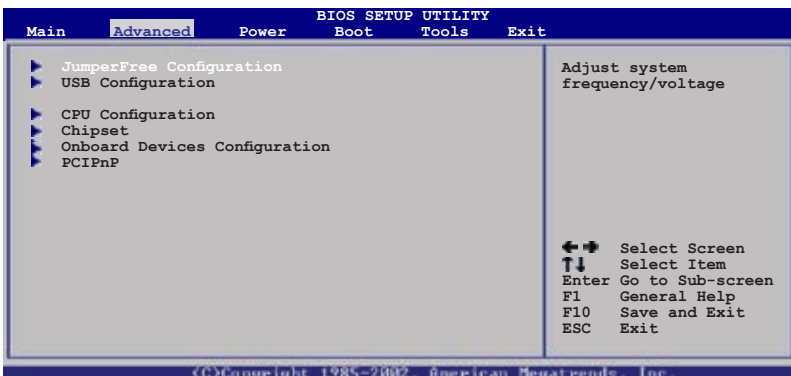 BIOS SETUP UTILITY
Main Advanced Power Boot Tools Exit
JumperFree Configuration
USB Configuration
CPU Configuration
Chipset
Onboard Devices Configuration
PCIPnP
Adjust system
frequency/voltage
←→ Select Screen
↑↓ Select Item
Enter Go to Sub-screen
F1 General Help
F10 Save and Exit
ESC Exit
(C)Copyright 1985-2002, American Megatrends, Inc.